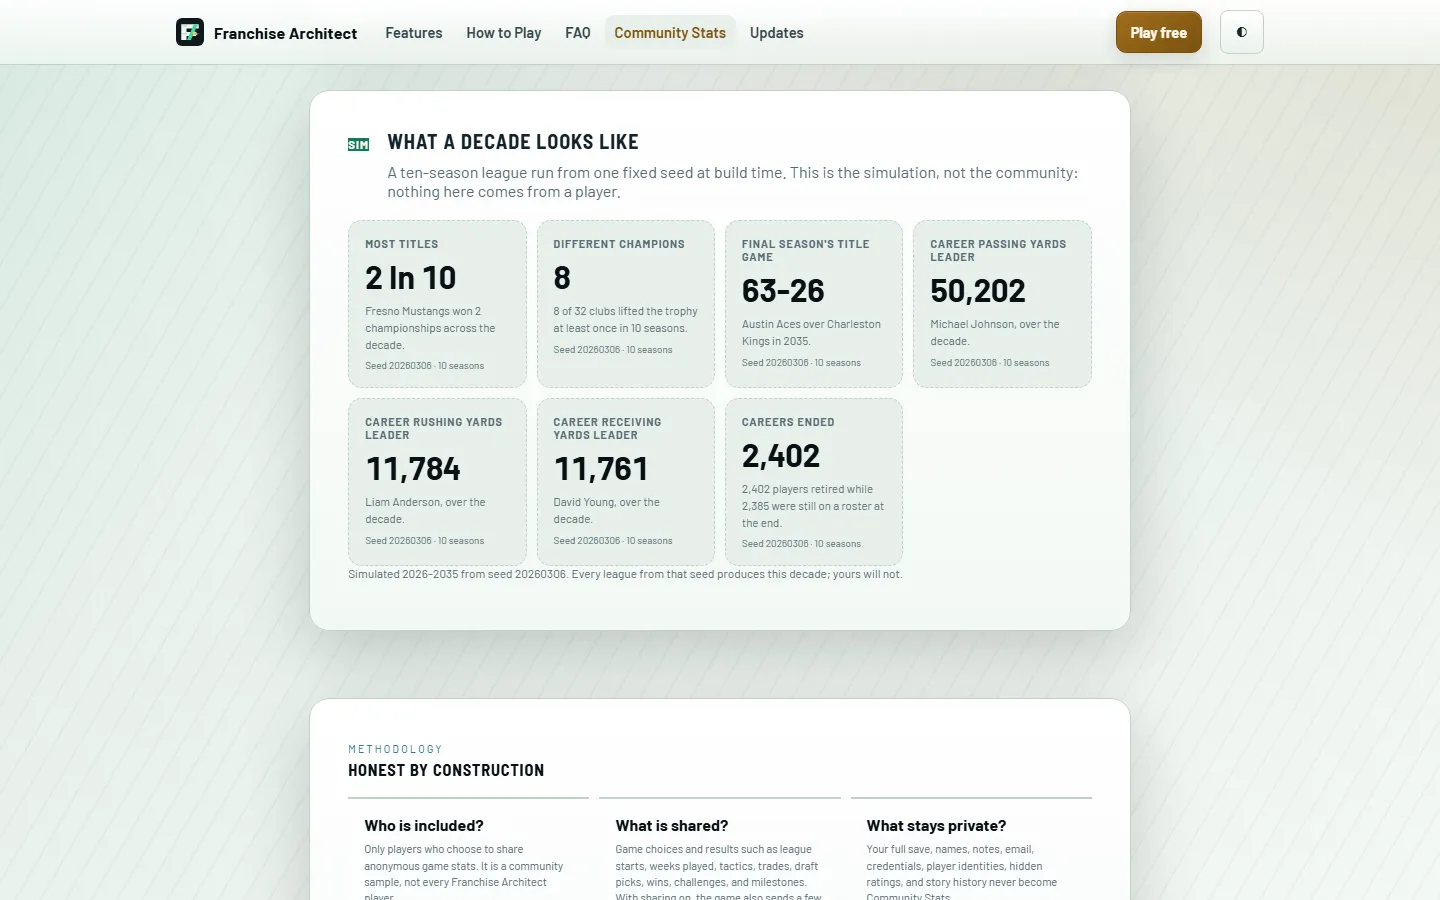 Franchise Architect
Features
How to Play
FAQ
Community Stats
Updates
Play free
SIM
WHAT A DECADE LOOKS LIKE
A ten-season league run from one fixed seed at build time. This is the simulation, not the community:
nothing here comes from a player.
MOST TITLES
2 In 10
Fresno Mustangs won 2
championships across the
decade.
Seed 20260306 · 10 seasons
DIFFERENT CHAMPIONS
8
8 of 32 clubs lifted the trophy
at least once in 10 seasons.
Seed 20260306 · 10 seasons
FINAL SEASON'S TITLE
GAME
63-26
Austin Aces over Charleston
Kings in 2035.
Seed 20260306 · 10 seasons
CAREER PASSING YARDS
LEADER
50,202
Michael Johnson, over the
decade.
Seed 20260306 · 10 seasons
CAREER RUSHING YARDS
LEADER
11,784
Liam Anderson, over the
decade.
Seed 20260306 · 10 seasons
CAREER RECEIVING
YARDS LEADER
11,761
David Young, over the
decade.
Seed 20260306 · 10 seasons
CAREERS ENDED
2,402
2,402 players retired while
2,385 were still on a roster at
the end.
Seed 20260306 · 10 seasons
Simulated 2026–2035 from seed 20260306. Every league from that seed produces this decade; yours will not.
METHODOLOGY
HONEST BY CONSTRUCTION
Who is included?
Only players who choose to share
anonymous game stats. It is a community
sample, not every Franchise Architect
player.
What is shared?
Game choices and results such as league
starts, weeks played, tactics, trades, draft
picks, wins, challenges, and milestones.
With sharing on, the game also sends a few
What stays private?
Your full save, names, notes, email,
credentials, player identities, hidden
ratings, and story history never become
Community Stats.